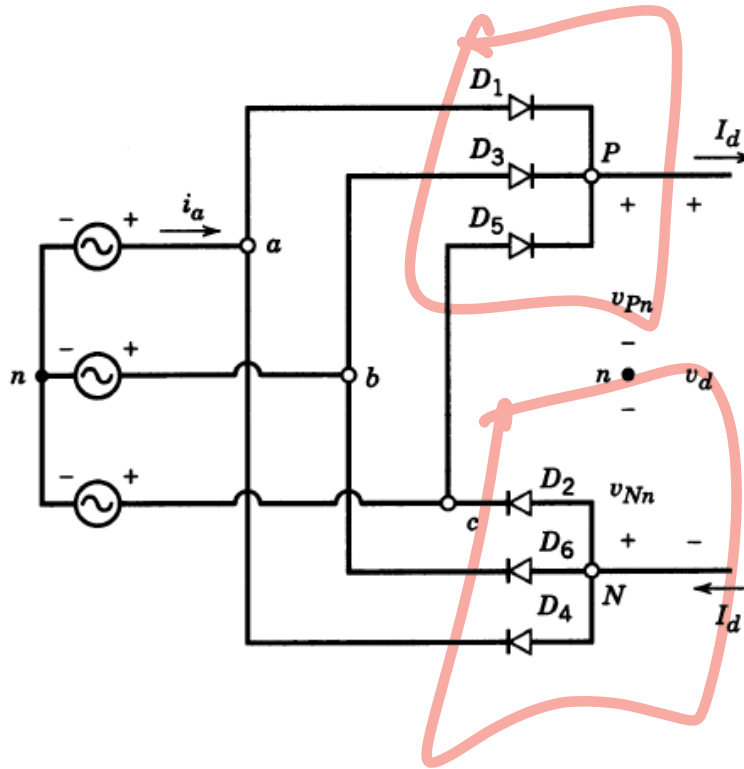 D1
D3
P
Id
ia
D5
+ +
- +
a
vPn
-
- +
n
b
n
vd
-
- +
D2
vNn
c
D6
+ -
N
Id
D4